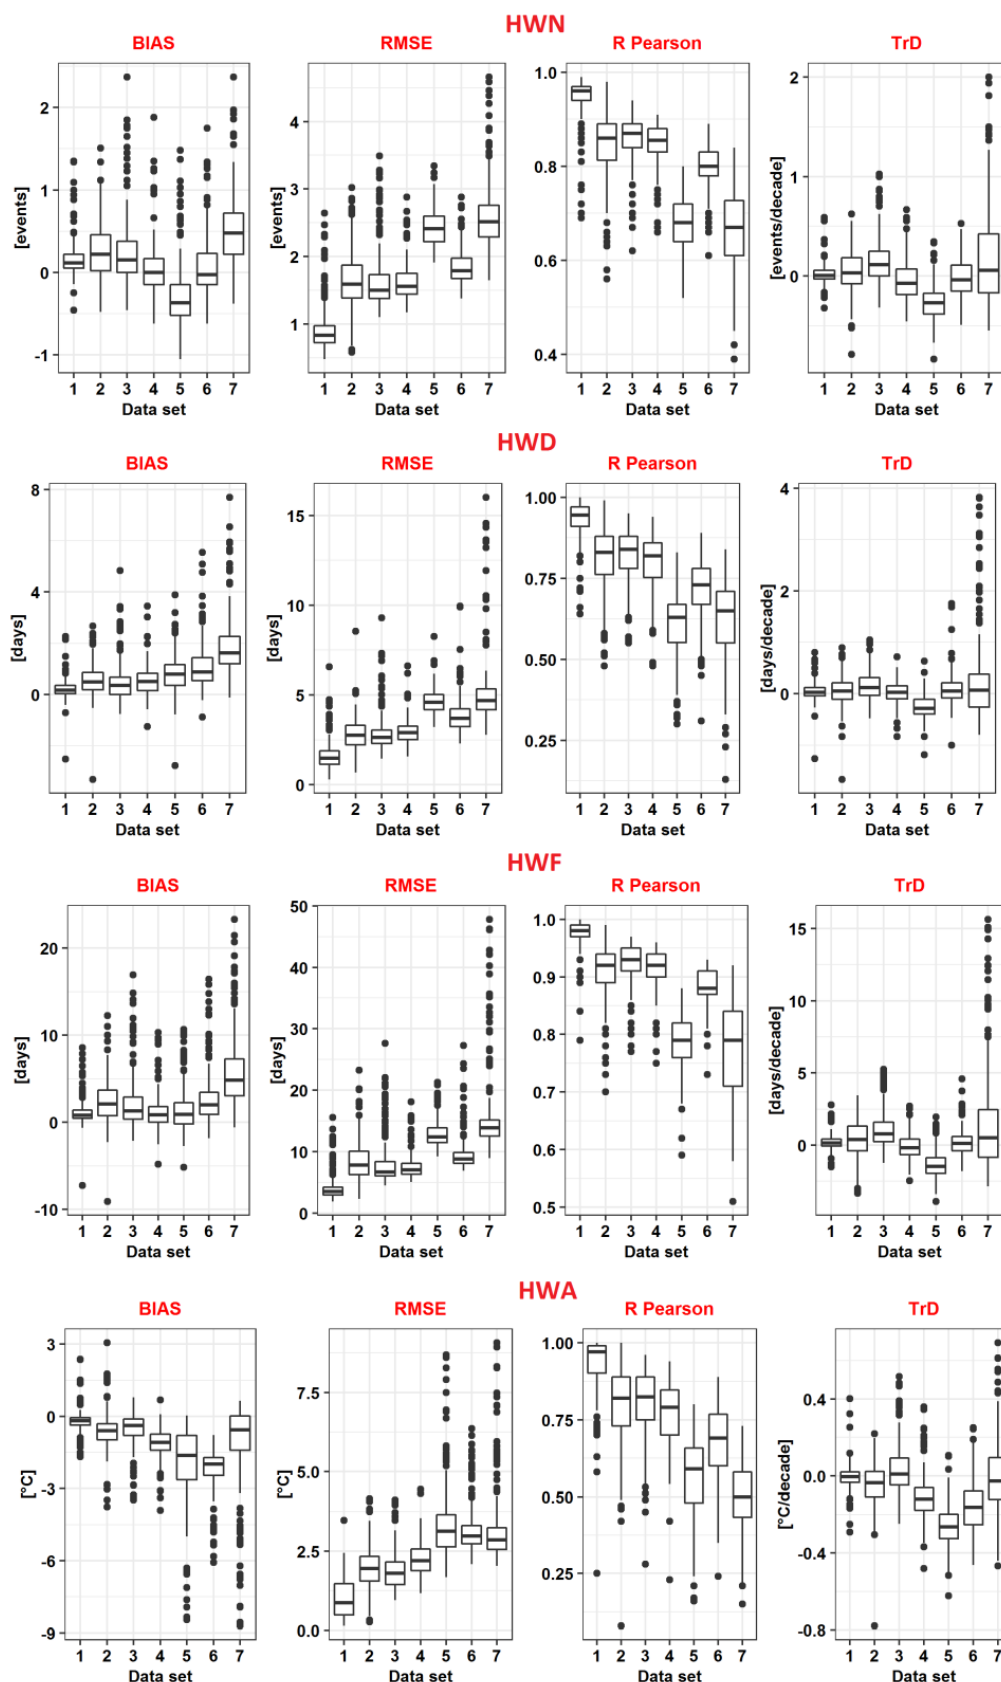 HWN
BIAS RMSE R Pearson TrD
[events]
2
1
0
-1
1 2 3 4 5 6 7
Data set
[events]
4
3
2
1
1 2 3 4 5 6 7
Data set
1.0
0.8
0.6
0.4
1 2 3 4 5 6 7
Data set
[events/decade]
2
1
0
1 2 3 4 5 6 7
Data set
HWD
BIAS RMSE R Pearson TrD
[days]
8
4
0
1 2 3 4 5 6 7
Data set
[days]
15
10
5
0
1 2 3 4 5 6 7
Data set
1.00
0.75
0.50
0.25
1 2 3 4 5 6 7
Data set
[days/decade]
4
2
0
1 2 3 4 5 6 7
Data set
HWF
BIAS RMSE R Pearson TrD
[days]
20
10
0
-10
1 2 3 4 5 6 7
Data set
[days]
50
40
30
20
10
0
1 2 3 4 5 6 7
Data set
1.0
0.9
0.8
0.7
0.6
0.5
1 2 3 4 5 6 7
Data set
[days/decade]
15
10
5
0
1 2 3 4 5 6 7
Data set
HWA
BIAS RMSE R Pearson TrD
[°C]
3
0
-3
-6
-9
1 2 3 4 5 6 7
Data set
[°C]
7.5
5.0
2.5
0.0
1 2 3 4 5 6 7
Data set
1.00
0.75
0.50
0.25
1 2 3 4 5 6 7
Data set
[°C/decade]
0.4
0.0
-0.4
-0.8
1 2 3 4 5 6 7
Data set